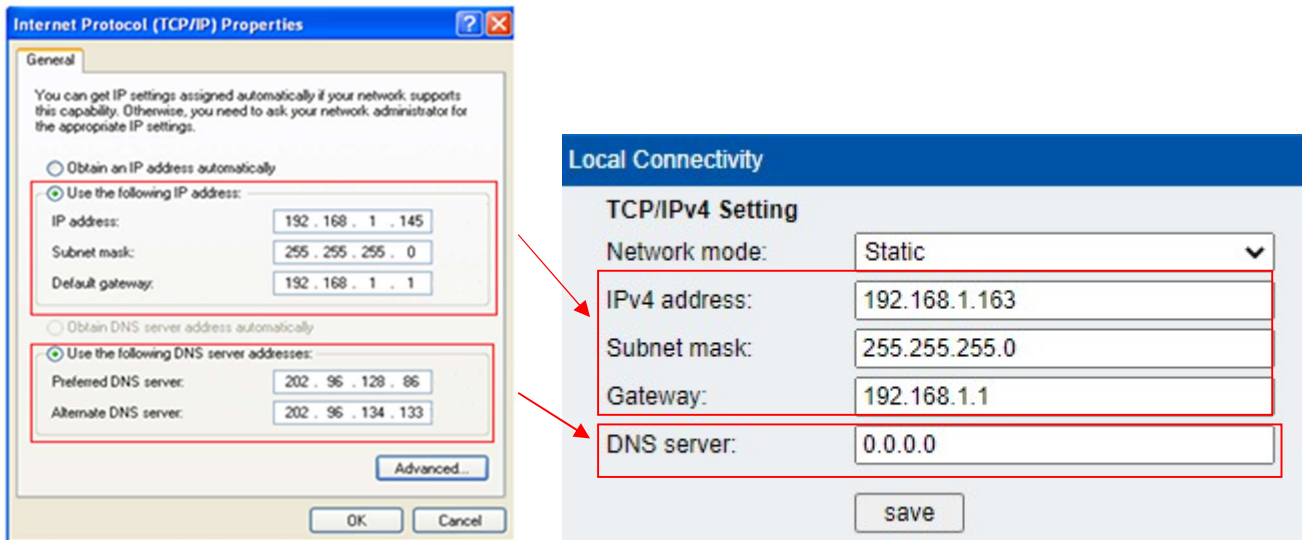 Internet Protocol (TCP/IP) Properties
General
You can get IP settings assigned automatically if your network supports
this capability. Otherwise, you need to ask your network administrator for
the appropriate IP settings.
Obtain an IP address automatically
Use the following IP address:
IP address: 192 . 168 . 1 . 145
Subnet mask: 255 . 255 . 255 . 0
Default gateway: 192 . 168 . 1 . 1
Obtain DNS server address automatically
Use the following DNS server addresses:
Preferred DNS server: 202 . 96 . 128 . 86
Alternate DNS server: 202 . 96 . 134 . 133
Advanced...
OK Cancel
Local Connectivity
TCP/IPv4 Setting
Network mode: Static
IPv4 address: 192.168.1.163
Subnet mask: 255.255.255.0
Gateway: 192.168.1.1
DNS server: 0.0.0.0
save